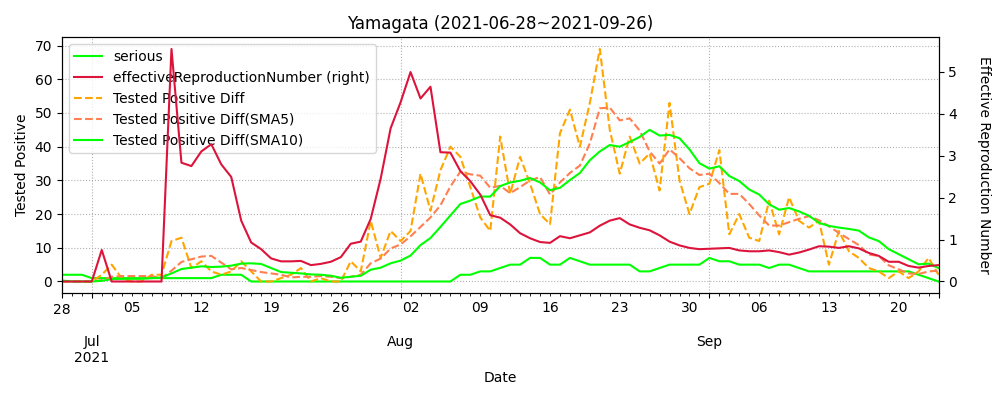 Yamagata (2021-06-28~2021-09-26)
serious
effectiveReproductionNumber (right)
Tested Positive Diff
Tested Positive Diff(SMA5)
Tested Positive Diff(SMA10)
Tested Positive
70
60
50
40
30
20
10
0
5
4
3
2
1
0
Effective Reproduction Number
28 05 12 19 26 02 09 16 23 30 06 13 20
Jul Aug Sep
2021
Date